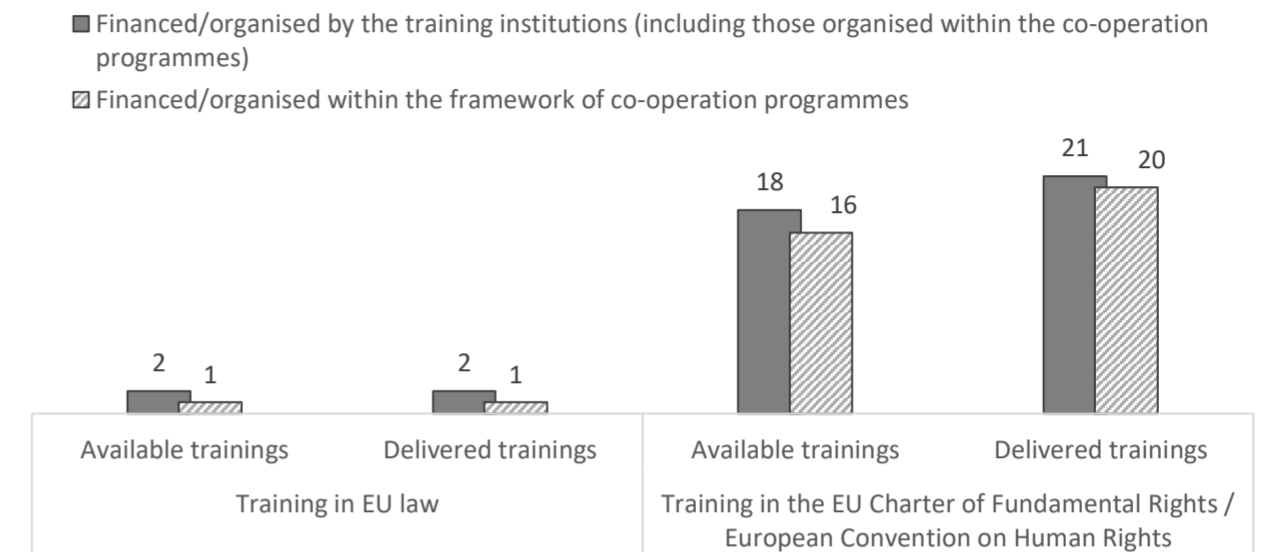 Financed/organised by the training institutions (including those organised within the co-operation
programmes)
Financed/organised within the framework of co-operation programmes
2
1
2
1
18
16
21
20
Available trainings
Delivered trainings
Available trainings
Delivered trainings
Training in EU law
Training in the EU Charter of Fundamental Rights /
European Convention on Human Rights